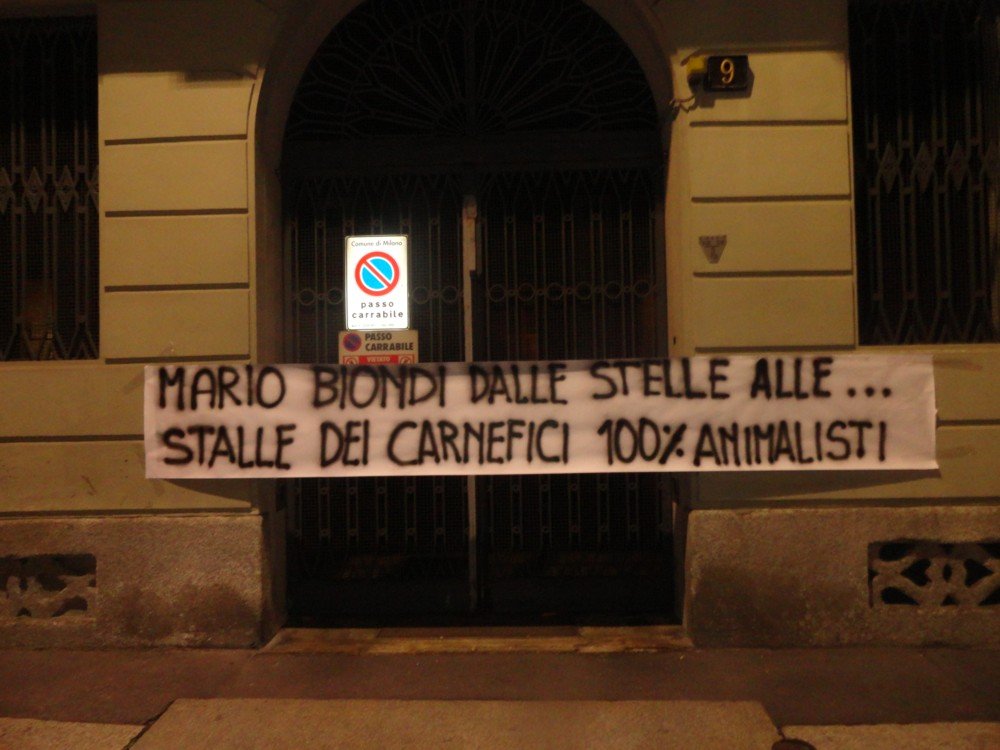 9
Comune di Milano
passo
carrabile
PASSO
CARRABILE
VIETATO
MARIO BIONDI DALLE STELLE ALLE...
STALLE DEI CARNEFICI 100% ANIMALISTI